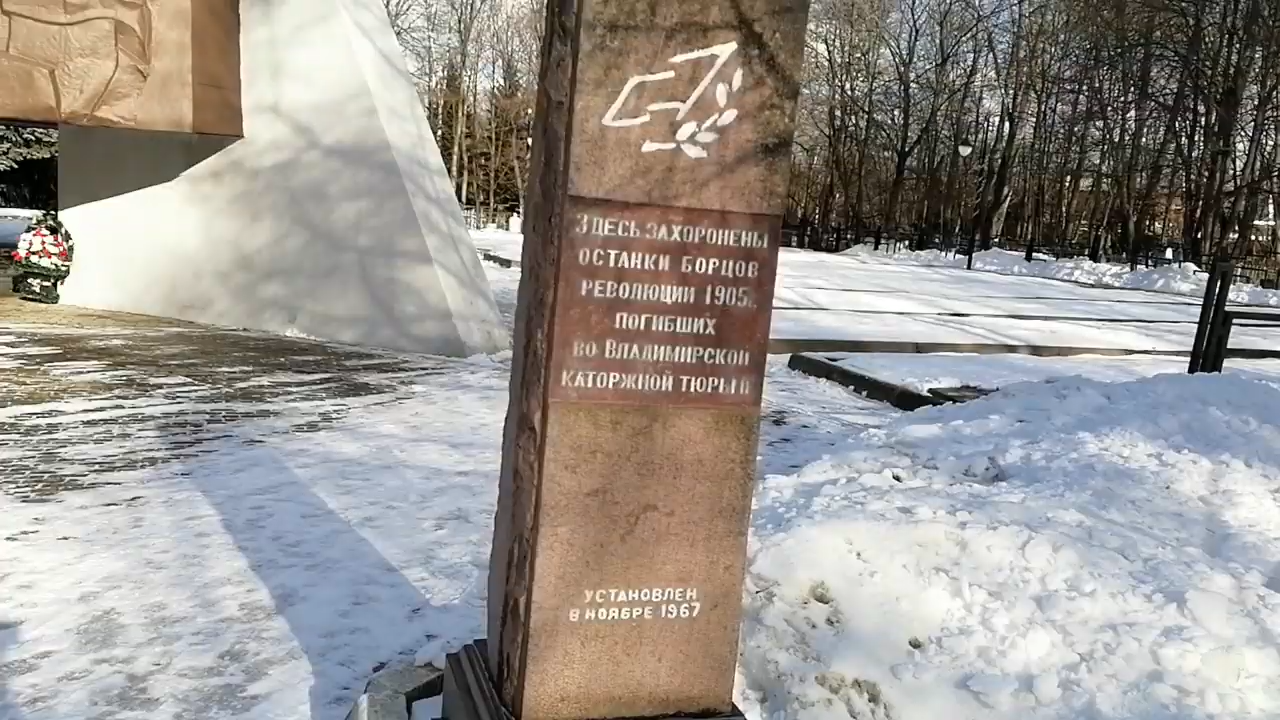 ЗДЕСЬ ЗАХОРОНЕНЫ
ОСТАНКИ БОРЦОВ
РЕВОЛЮЦИИ 1905г.
ПОГИБШИХ
ВО ВЛАДИМИРСКОЙ
КАТОРЖНОЙ ТЮРЬМЕ
УСТАНОВЛЕН
В НОЯБРЕ 1967